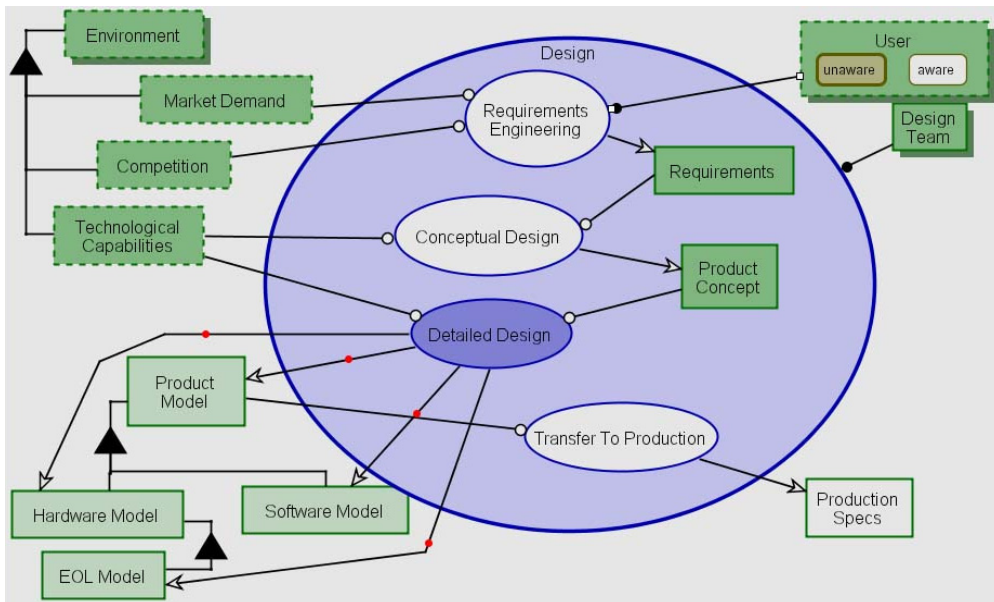 Environment
Design
User
unaware
aware
Market Demand
Requirements
Engineering
Design
Team
Competition
Requirements
Technological
Capabilities
Conceptual Design
Product
Concept
Detailed Design
Product
Model
Transfer To Production
Hardware Model
Software Model
Production
Specs
EOL Model